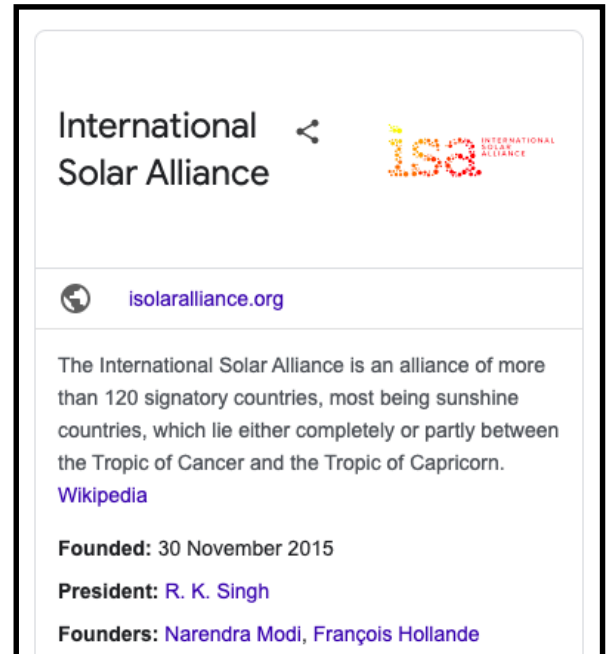 International
Solar Alliance
isa INTERNATIONAL
SOLAR
ALLIANCE
isolaralliance.org
The International Solar Alliance is an alliance of more
than 120 signatory countries, most being sunshine
countries, which lie either completely or partly between
the Tropic of Cancer and the Tropic of Capricorn.
Wikipedia
Founded: 30 November 2015
President: R. K. Singh
Founders: Narendra Modi, François Hollande